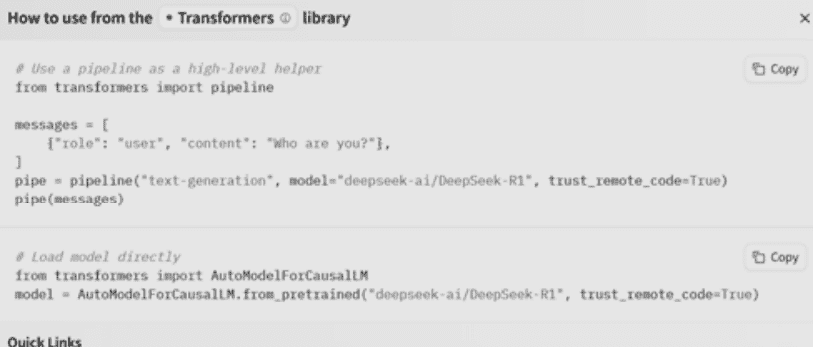 How to use from the Transformers library
Copy
# Use a pipeline as a high-level helper
from transformers import pipeline
messages = [
    {"role": "user", "content": "Who are you?"},
]
pipe = pipeline("text-generation", model="deepseek-ai/DeepSeek-R1", trust_remote_code=True)
pipe(messages)
Copy
# Load model directly
from transformers import AutoModelForCausalLM
model = AutoModelForCausalLM.from_pretrained("deepseek-ai/DeepSeek-R1", trust_remote_code=True)
Quick Links